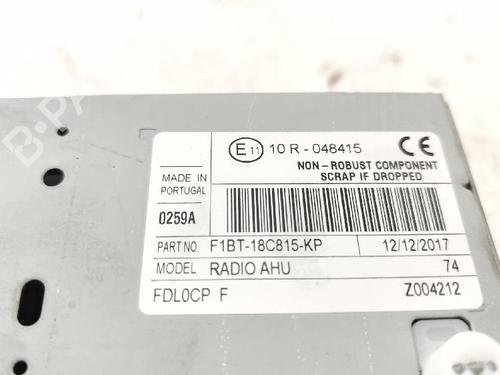 E11 10 R - 048415 CE
NON - ROBUST COMPONENT
SCRAP IF DROPPED
MADE IN
PORTUGAL
0259A
PART NO. F1BT-18C815-KP 12/12/2017
MODEL RADIO AHU 74
FDL0CP F Z004212
B-PA